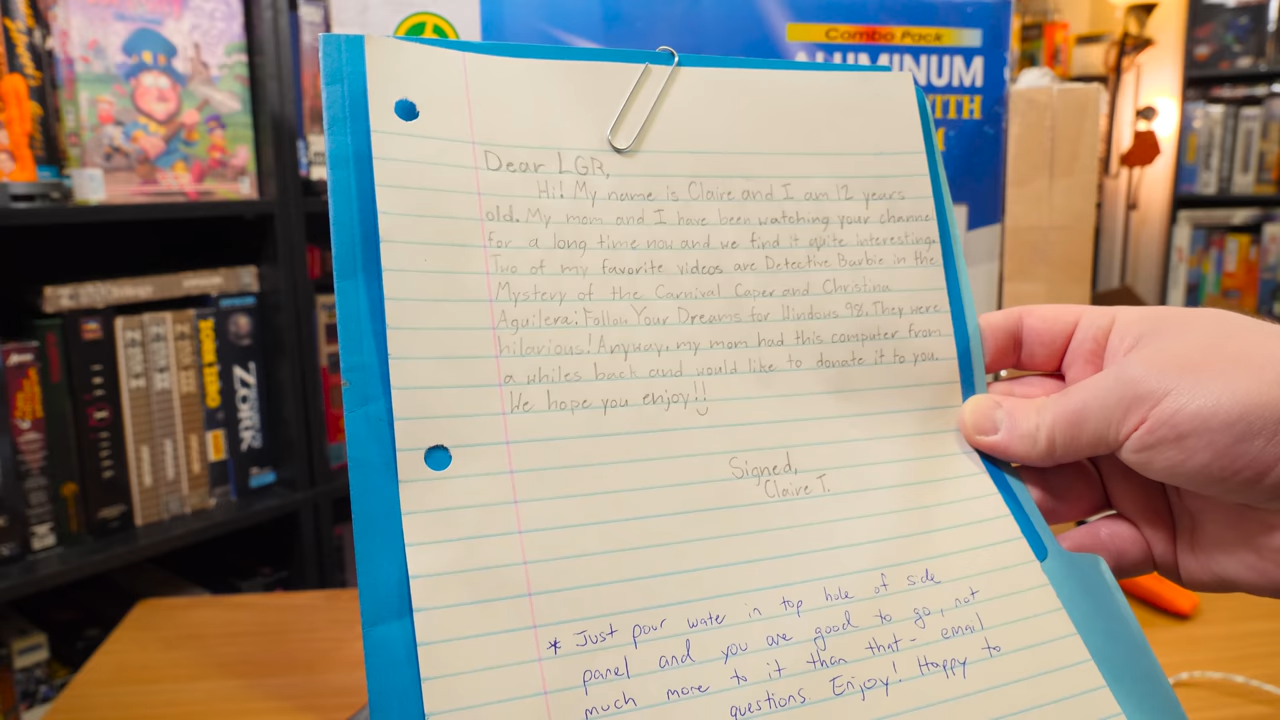 Combo Pack
ALUMINUM
WITH
Dear LGR,
Hi! My name is Claire and I am 12 years
old. My mom and I have been watching your channe
for a long time now and we find it quite interesting.
Two of my favorite videos are Detective Barbie in the
Mystery of the Carnival Caper and Christina
Aguilera: Follow Your Dreams for Windows 98. They were
hilarious! Anyway, my mom had this computer from
a whiles back and would like to donate it to you.
We hope you enjoy!!
Signed,
Claire T.
* Just pour water in top hole of side
panel and you are good to go, not
much more to it than that - email
questions Enjoy! Happy to
ZORK